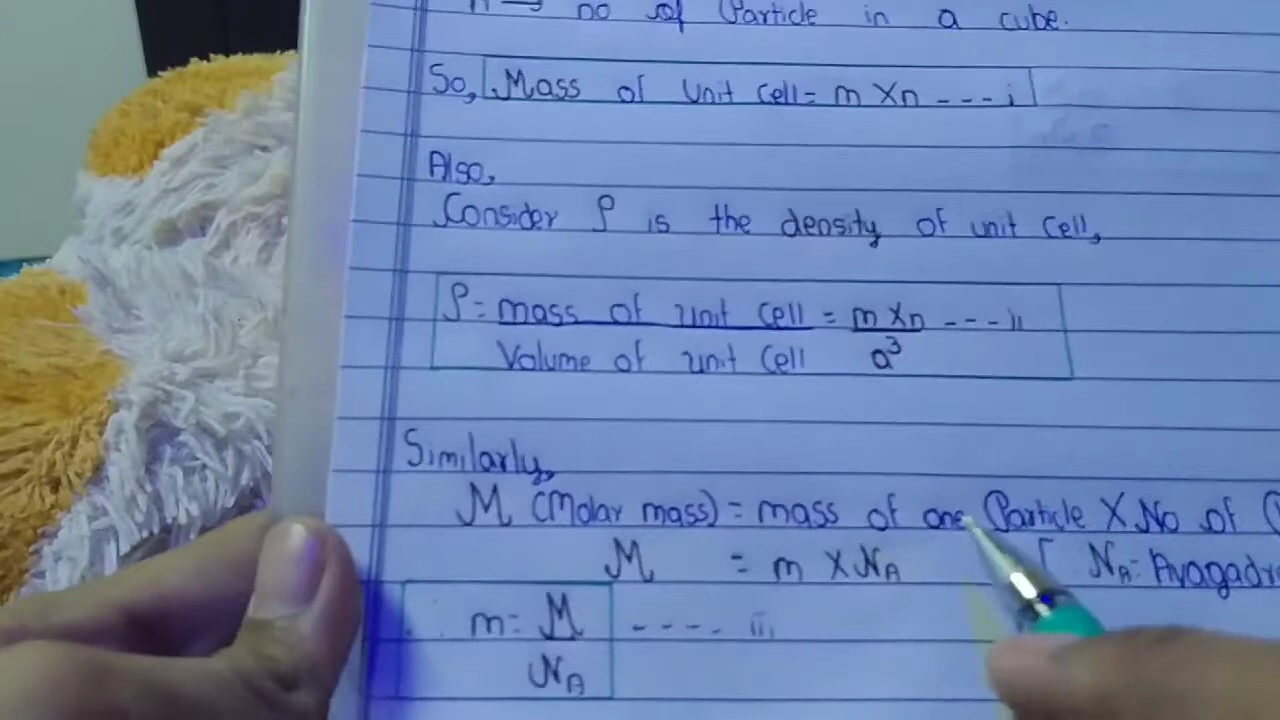 no of Particle in a cube.
So, Mass of unit cell = m × n ---i
Also,
Consider ρ is the density of unit cell,
ρ = mass of unit cell = m × n ---ii
Volume of unit cell a³
Similarly,
M (Molar mass) = mass of one Particle × No of
M = m × NA [ NA = Avagadr
m = M ---- iii
NA